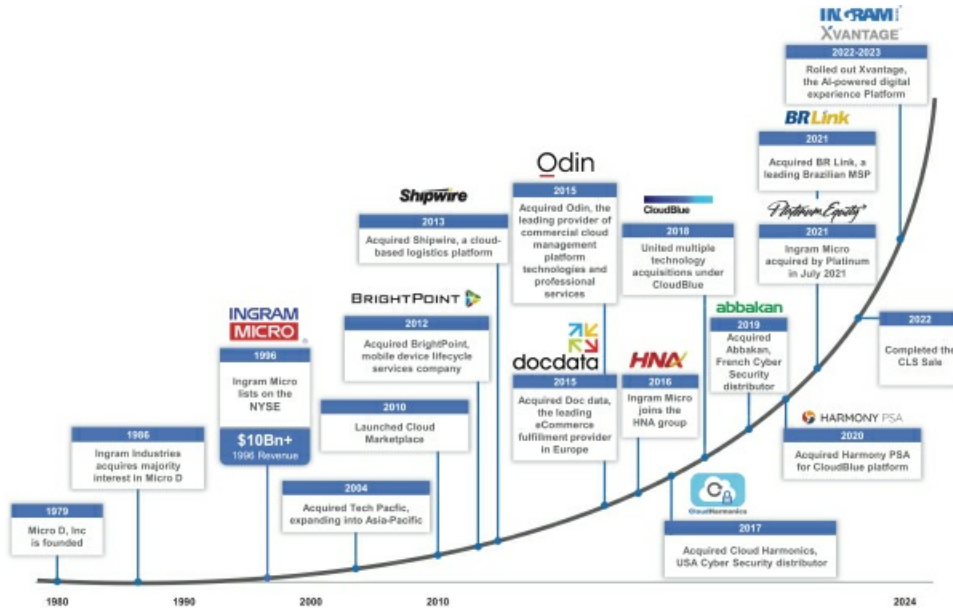 INGRAM
XVANTAGE
2022-2023
Rolled out Xvantage,
the AI-powered digital
experience Platform
BRLink
2021
Acquired BR Link, a
leading Brazilian MSP
Platinum Equity
2021
Ingram Micro
acquired by Platinum
in July 2021
Odin
2015
Acquired Odin, the
leading provider of
commercial cloud
management
platform
technologies and
professional
services
CloudBlue
2018
United multiple
technology
acquisitions under
CloudBlue
Shipwire
2013
Acquired Shipwire, a cloud-
based logistics platform
BRIGHTPOINT
2012
Acquired BrightPoint,
mobile device lifecycle
services company
INGRAM
MICRO
1996
Ingram Micro
lists on the
NYSE
$10Bn+
1996 Revenue
docdata
2015
Acquired Doc data,
the leading
eCommerce
fulfillment provider
in Europe
HNA
2016
Ingram Micro
joins the
HNA group
abbakan
2019
Acquired
Abbakan,
French Cyber
Security
distributor
2022
Completed the
CLS Sale
2010
Launched Cloud
Marketplace
HARMONY PSA
2020
Acquired Harmony PSA
for CloudBlue platform
1986
Ingram Industries
acquires majority
interest in Micro D
2004
Acquired Tech Pacfic,
expanding into Asia-Pacific
CloudHarmonics
2017
Acquired Cloud Harmonics,
USA Cyber Security distributor
1979
Micro D, Inc
is founded
1980 1990 2000 2010 2024